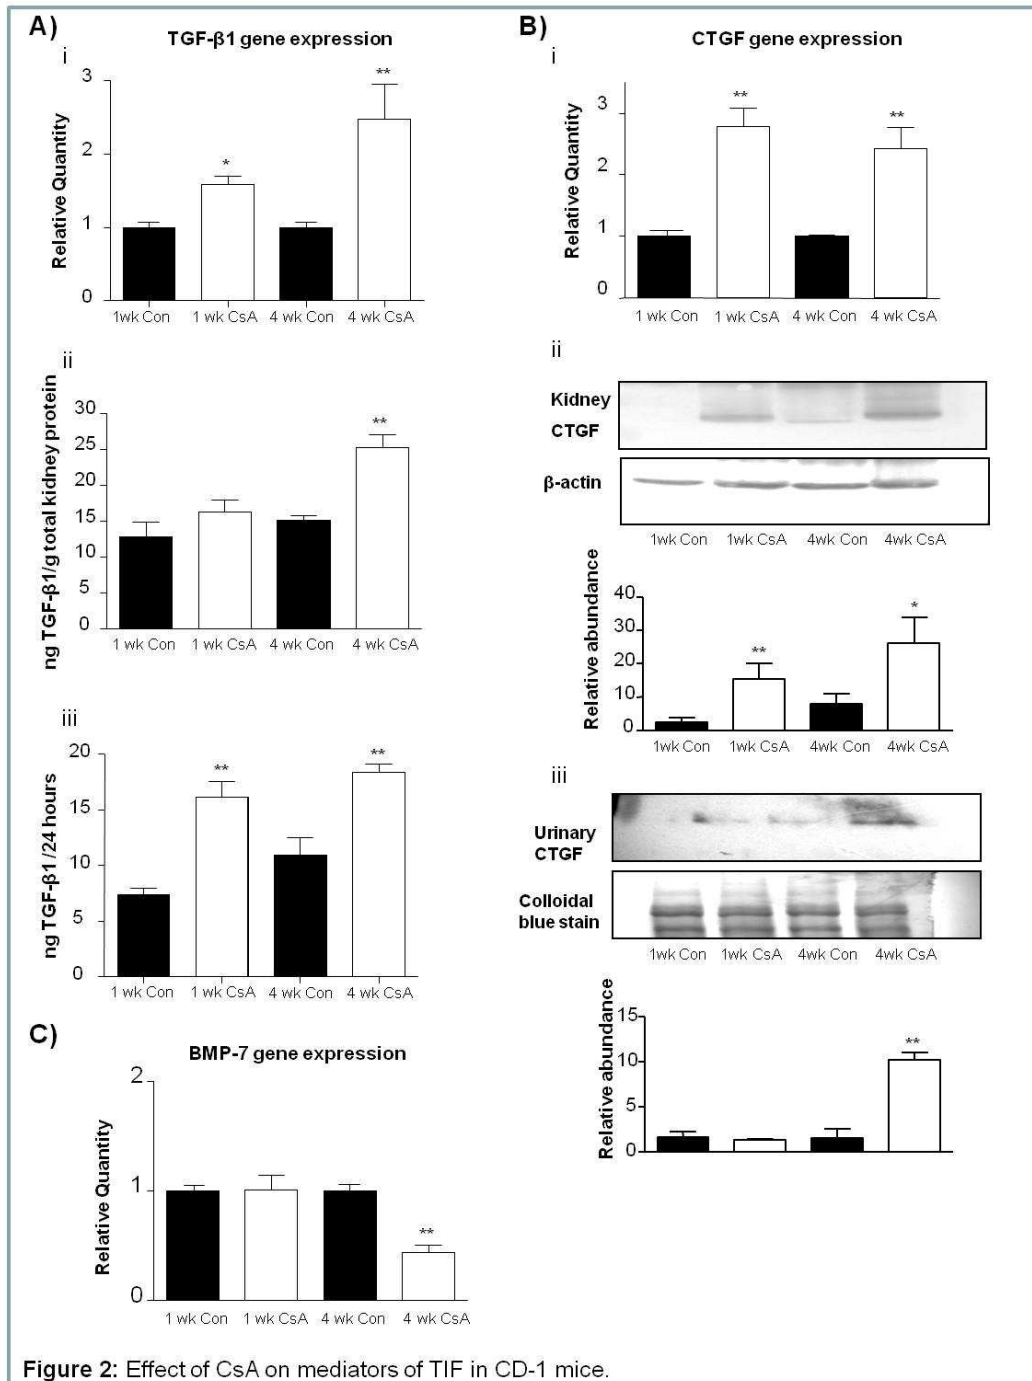 A)
TGF-β1 gene expression
i
Relative Quantity
3
2
1
0
*
**
1wk Con 1 wk CsA 4 wk Con 4 wk CsA
ii
ng TGF-β1/g total kidney protein
30
25
20
15
10
5
0
**
1 wk Con 1 wk CsA 4 wk Con 4 wk CsA
iii
ng TGF-β1 /24 hours
20
15
10
5
0
**
**
1 wk Con 1 wk CsA 4 wk Con 4 wk CsA
B)
CTGF gene expression
i
Relative Quantity
3
2
1
0
**
**
1 wk Con 1 wk CsA 4 wk Con 4 wk CsA
ii
Kidney
CTGF
β-actin
1wk Con 1wk CsA 4wk Con 4wk CsA
Relative abundance
40
30
20
10
0
**
*
1wk Con 1wk CsA 4wk Con 4wk CsA
iii
Urinary
CTGF
Colloidal
blue stain
1wk Con 1wk CsA 4wk Con 4wk CsA
Relative abundance
15
10
5
0
**
C)
BMP-7 gene expression
Relative Quantity
2
1
0
**
1 wk Con 1 wk CsA 4 wk Con 4 wk CsA
Figure 2: Effect of CsA on mediators of TIF in CD-1 mice.